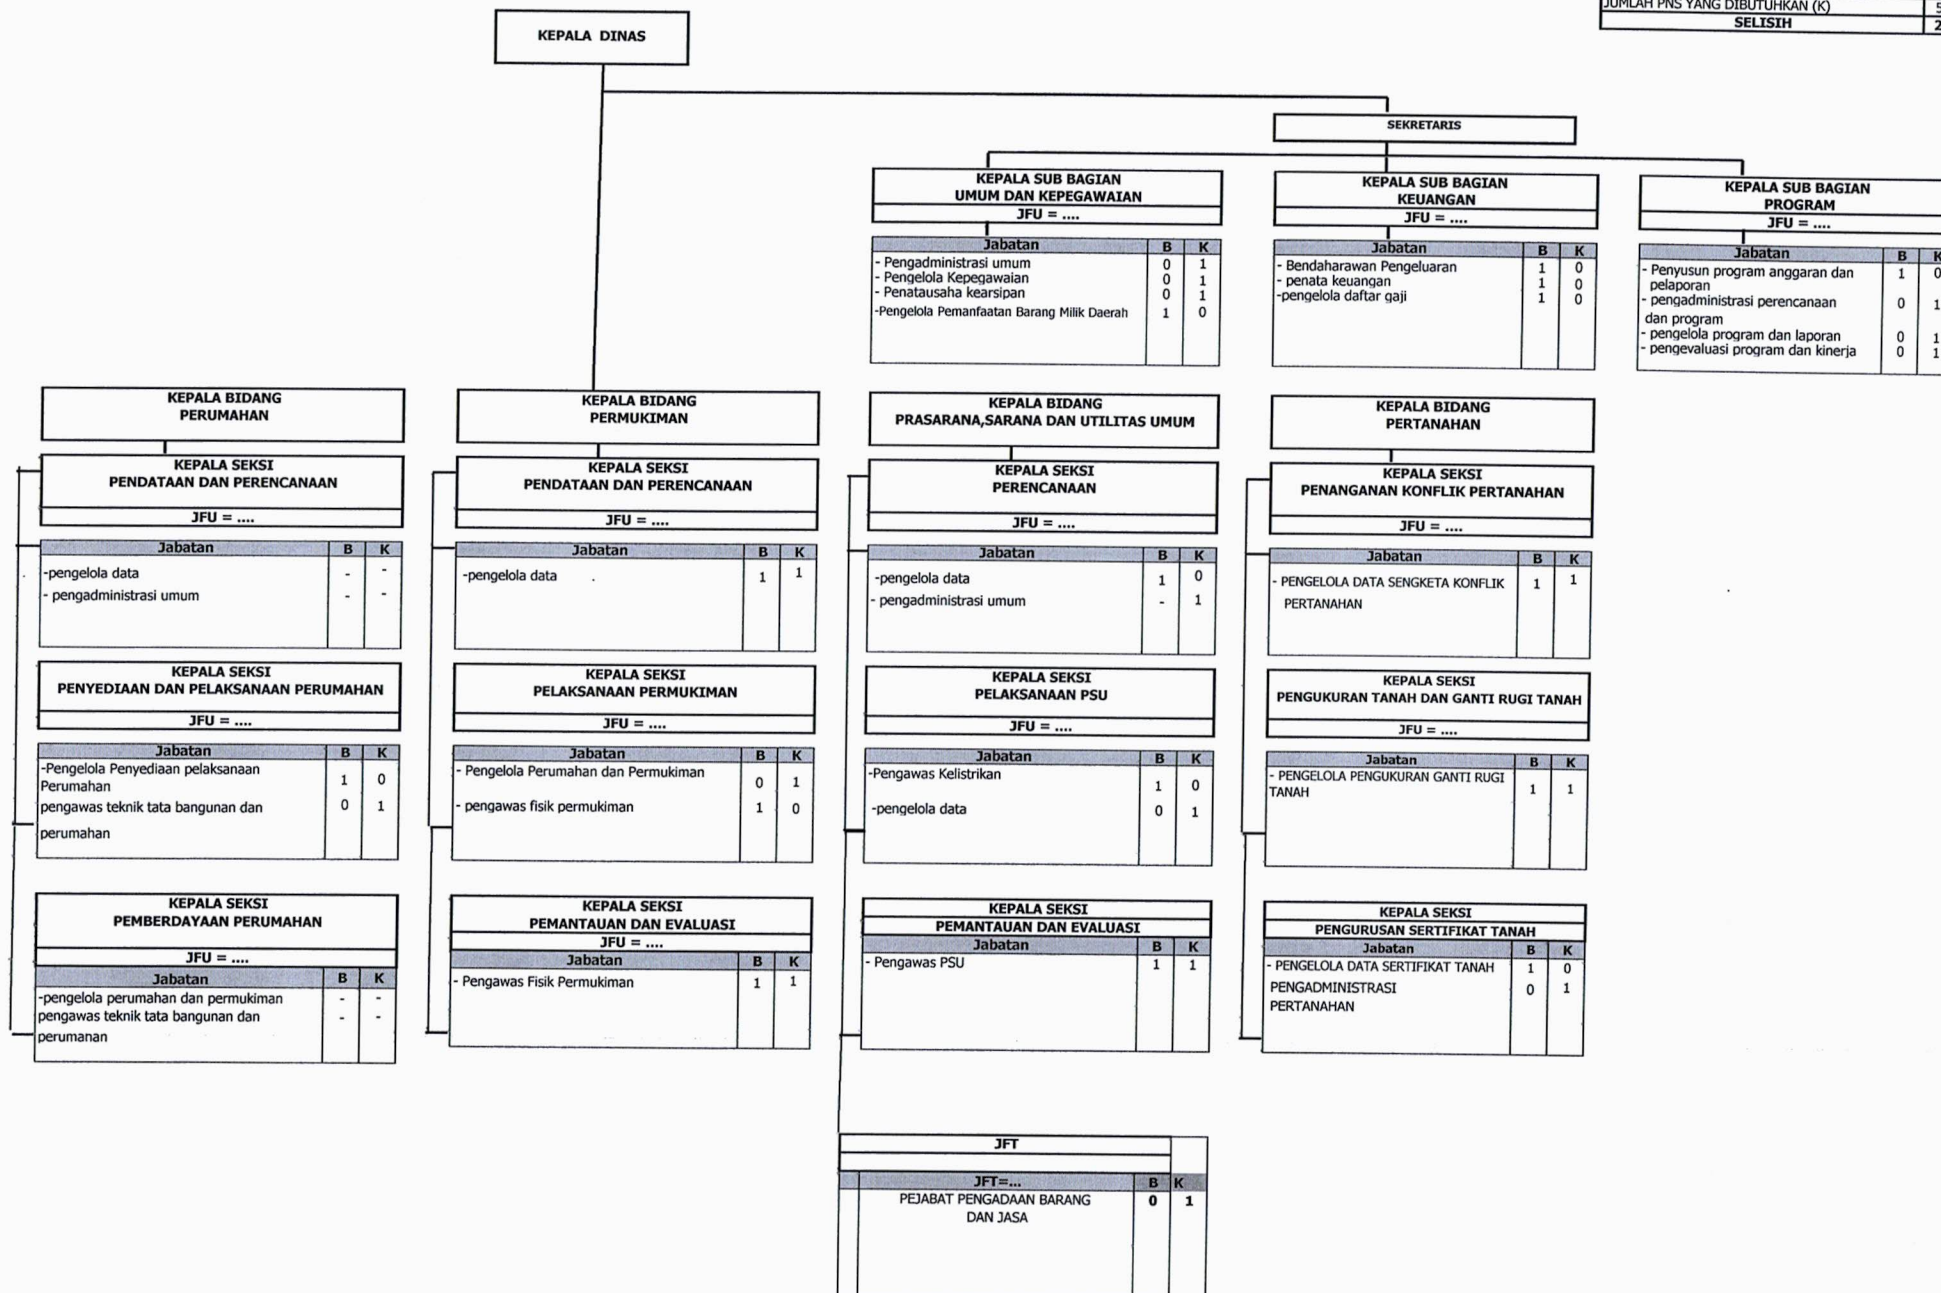 JUMLAH PNS YANG DIBUTUHKAN (K)
SELISIH
KEPALA DINAS
SEKRETARIS
KEPALA SUB BAGIAN
UMUM DAN KEPEGAWAIAN
JFU = ....
Jabatan B K
- Pengadministrasi umum 0 1
- Pengelola Kepegawaian 0 1
- Penatausaha kearsipan 0 1
-Pengelola Pemanfaatan Barang Milik Daerah 1 0
KEPALA SUB BAGIAN
KEUANGAN
JFU = ....
Jabatan B K
- Bendaharawan Pengeluaran 1 0
- penata keuangan 1 0
-pengelola daftar gaji 1 0
KEPALA SUB BAGIAN
PROGRAM
JFU = ....
Jabatan B K
- Penyusun program anggaran dan 1 0
pelaporan
- pengadministrasi perencanaan 0 1
dan program
- pengelola program dan laporan 0 1
- pengevaluasi program dan kinerja 0 1
KEPALA BIDANG
PERUMAHAN
KEPALA SEKSI
PENDATAAN DAN PERENCANAAN
JFU = ....
Jabatan B K
-pengelola data - -
- pengadministrasi umum - -
KEPALA SEKSI
PENYEDIAAN DAN PELAKSANAAN PERUMAHAN
JFU = ....
Jabatan B K
-Pengelola Penyediaan pelaksanaan
Perumahan 1 0
pengawas teknik tata bangunan dan 0 1
perumahan
KEPALA SEKSI
PEMBERDAYAAN PERUMAHAN
JFU = ....
Jabatan B K
-pengelola perumahan dan permukiman - -
pengawas teknik tata bangunan dan - -
perumanan
KEPALA BIDANG
PERMUKIMAN
KEPALA SEKSI
PENDATAAN DAN PERENCANAAN
JFU = ....
Jabatan B K
-pengelola data 1 1
KEPALA SEKSI
PELAKSANAAN PERMUKIMAN
JFU = ....
Jabatan B K
- Pengelola Perumahan dan Permukiman 0 1
- pengawas fisik permukiman 1 0
KEPALA SEKSI
PEMANTAUAN DAN EVALUASI
JFU = ....
Jabatan B K
- Pengawas Fisik Permukiman 1 1
KEPALA BIDANG
PRASARANA,SARANA DAN UTILITAS UMUM
KEPALA SEKSI
PERENCANAAN
JFU = ....
Jabatan B K
-pengelola data 1 0
- pengadministrasi umum - 1
KEPALA SEKSI
PELAKSANAAN PSU
JFU = ....
Jabatan B K
-Pengawas Kelistrikan 1 0
-pengelola data 0 1
KEPALA SEKSI
PEMANTAUAN DAN EVALUASI
Jabatan B K
- Pengawas PSU 1 1
KEPALA BIDANG
PERTANAHAN
KEPALA SEKSI
PENANGANAN KONFLIK PERTANAHAN
JFU = ....
Jabatan B K
- PENGELOLA DATA SENGKETA KONFLIK 1 1
PERTANAHAN
KEPALA SEKSI
PENGUKURAN TANAH DAN GANTI RUGI TANAH
JFU = ....
Jabatan B K
- PENGELOLA PENGUKURAN GANTI RUGI
TANAH 1 1
KEPALA SEKSI
PENGURUSAN SERTIFIKAT TANAH
Jabatan B K
- PENGELOLA DATA SERTIFIKAT TANAH 1 0
PENGADMINISTRASI 0 1
PERTANAHAN
JFT
JFT=... B K
PEJABAT PENGADAAN BARANG 0 1
DAN JASA